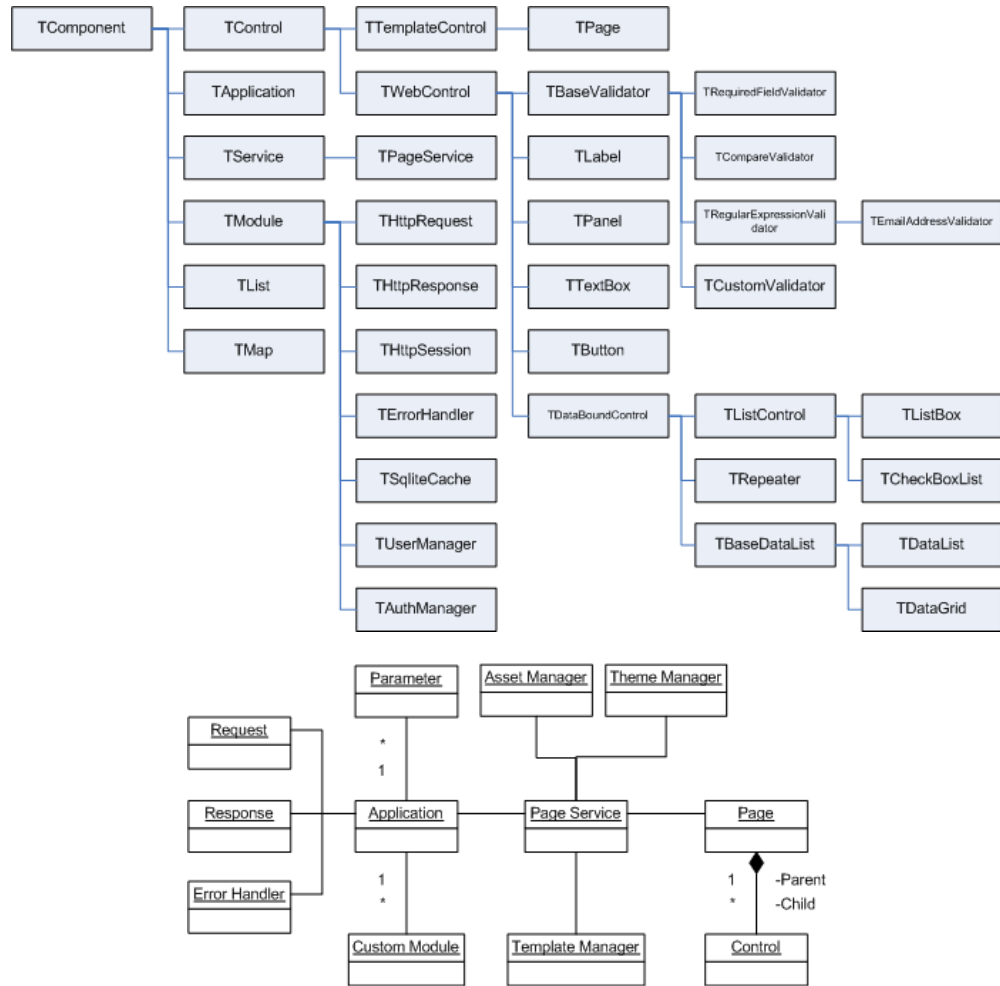 TComponent
TControl
TTemplateControl
TPage
TApplication
TWebControl
TBaseValidator
TRequiredFieldValidator
TService
TPageService
TLabel
TCompareValidator
TModule
THttpRequest
TPanel
TRegularExpressionVali
dator
TEmailAddressValidator
TList
THttpResponse
TTextBox
TCustomValidator
TMap
THttpSession
TButton
TErrorHandler
TDataBoundControl
TListControl
TListBox
TSqliteCache
TRepeater
TCheckBoxList
TUserManager
TBaseDataList
TDataList
TAuthManager
TDataGrid
Parameter
Asset Manager
Theme Manager
Request
*
1
Response
Application
Page Service
Page
Error Handler
1
*
1
-Parent
*
-Child
Custom Module
Template Manager
Control